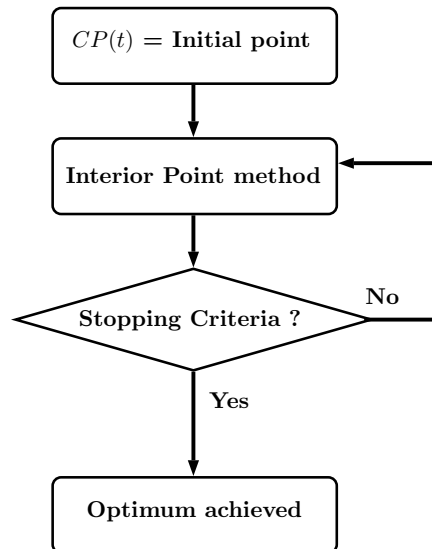 CP(t) = Initial point
Interior Point method
Stopping Criteria ?
No
Yes
Optimum achieved